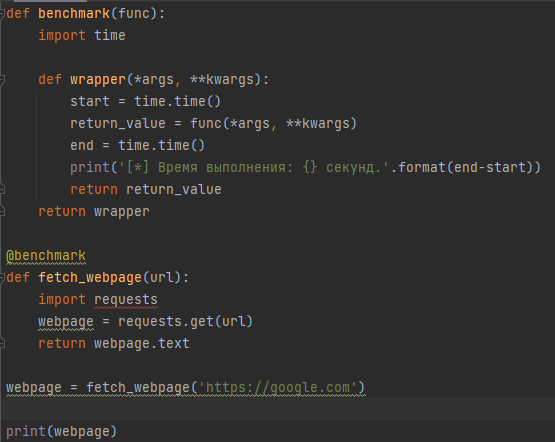 def benchmark(func):
    import time

    def wrapper(*args, **kwargs):
        start = time.time()
        return_value = func(*args, **kwargs)
        end = time.time()
        print('[*] Время выполнения: {} секунд.'.format(end-start))
        return return_value
    return wrapper

@benchmark
def fetch_webpage(url):
    import requests
    webpage = requests.get(url)
    return webpage.text

webpage = fetch_webpage('https://google.com')

print(webpage)